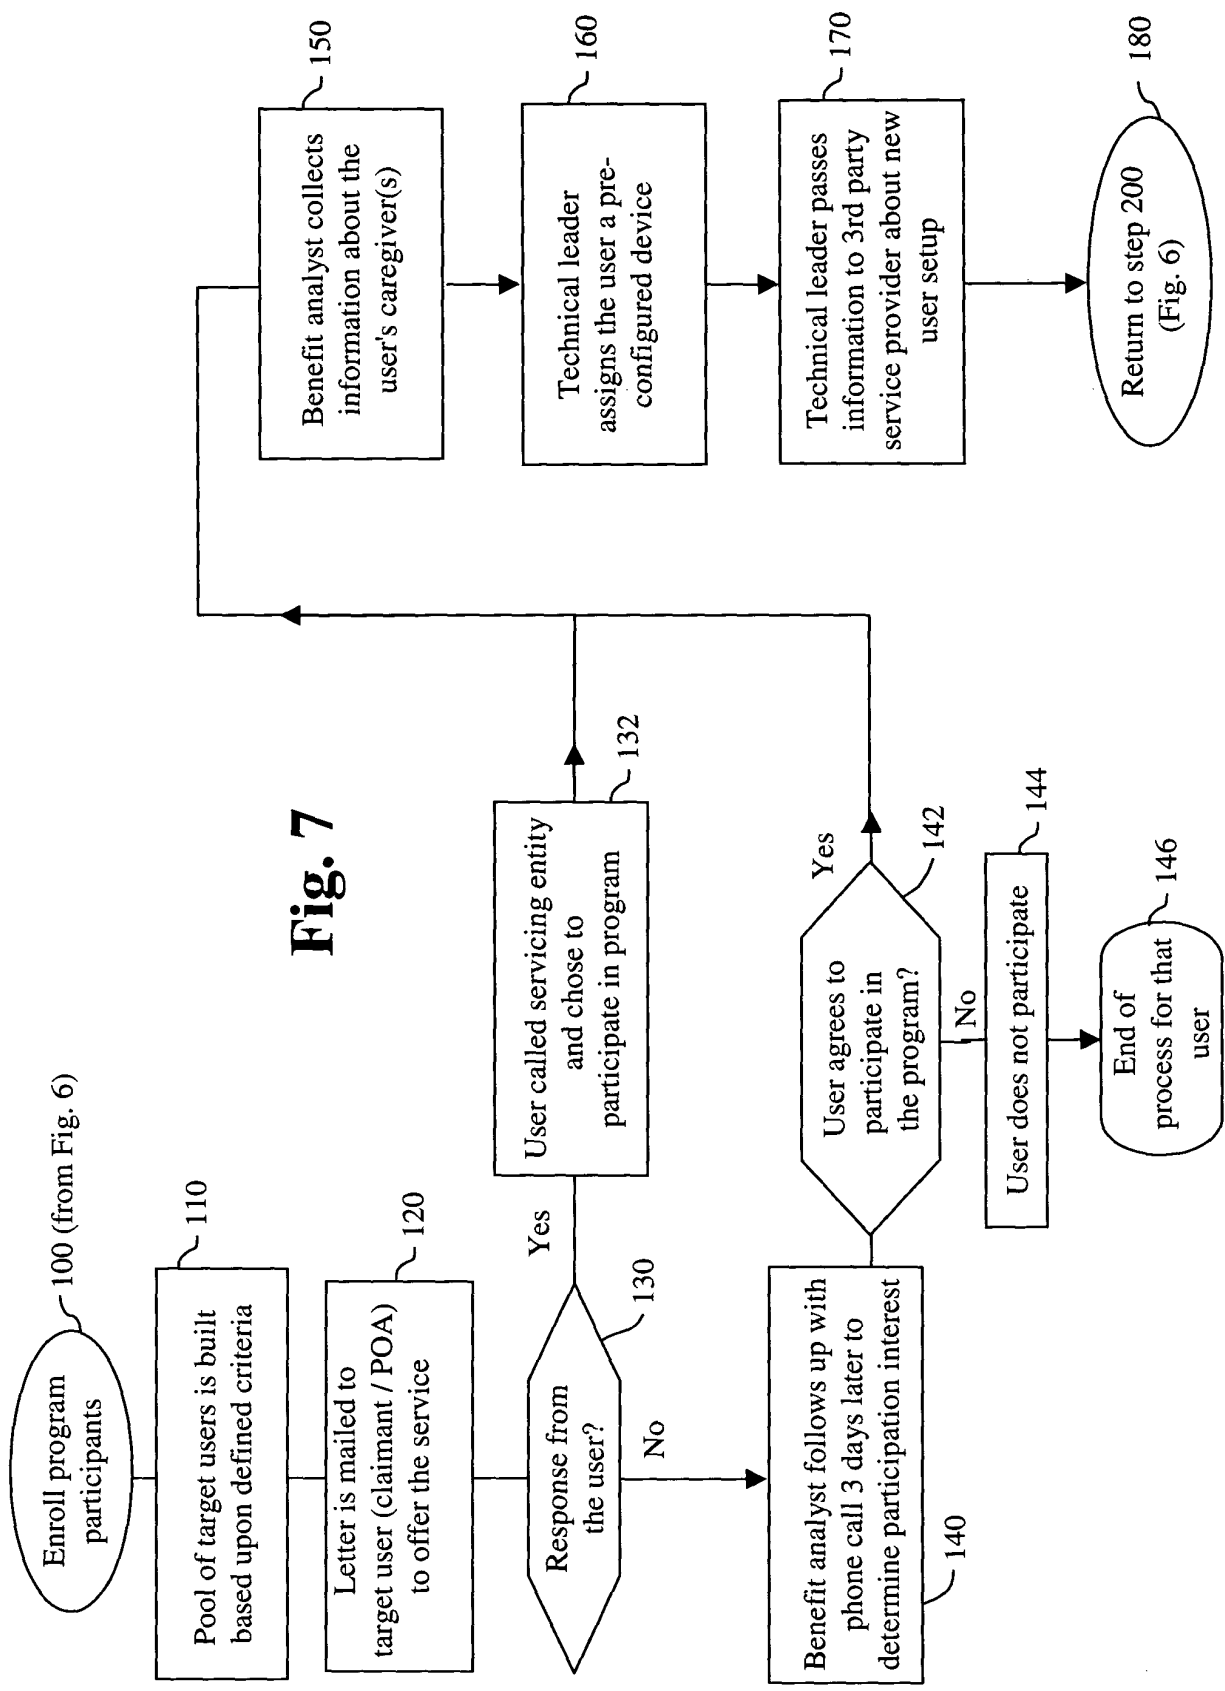 Enroll program
participants
100 (from Fig. 6)
Pool of target users is built
based upon defined criteria
110
Letter is mailed to
target user (claimant / POA)
to offer the service
120
Response from
the user?
130
Yes
No
User called servicing entity
and chose to
participate in program
132
Benefit analyst follows up with
phone call 3 days later to
determine participation interest
140
User agrees to
participate in
the program?
142
Yes
No
User does not participate
144
End of
process for that
user
146
Fig. 7
Benefit analyst collects
information about the
user's caregiver(s)
150
Technical leader
assigns the user a pre-
configured device
160
Technical leader passes
information to 3rd party
service provider about new
user setup
170
Return to step 200
(Fig. 6)
180